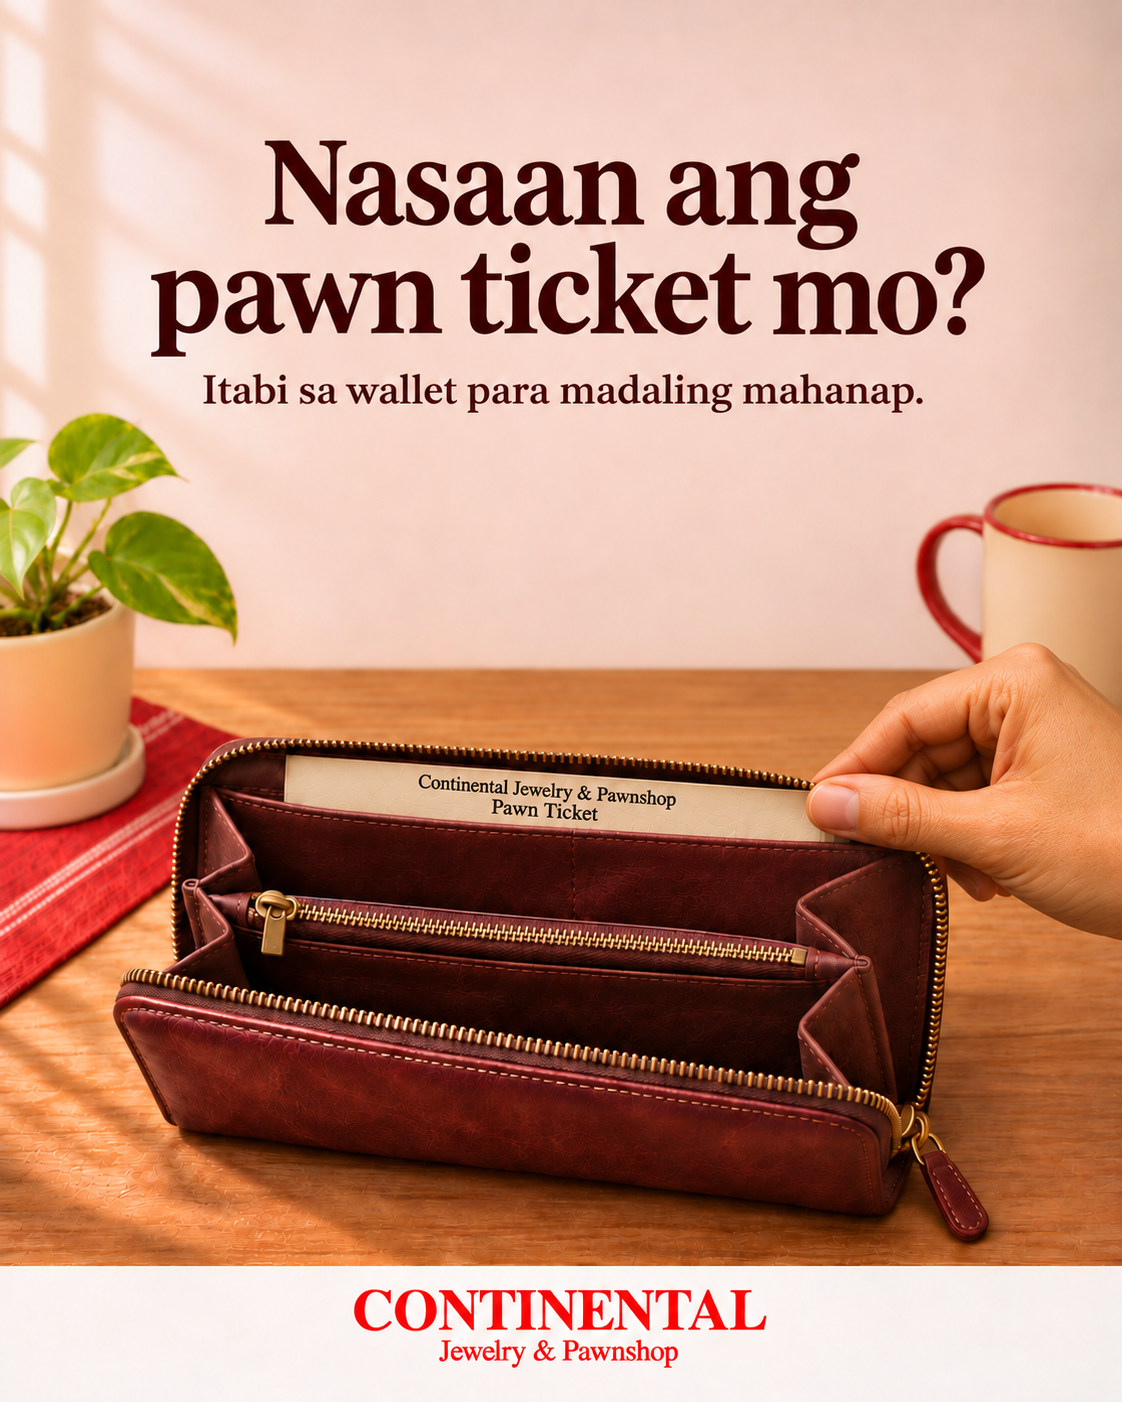 Nasaan ang
pawn ticket mo?
Itabi sa wallet para madaling mahanap.
Continental Jewelry & Pawnshop
Pawn Ticket
CONTINENTAL
Jewelry & Pawnshop